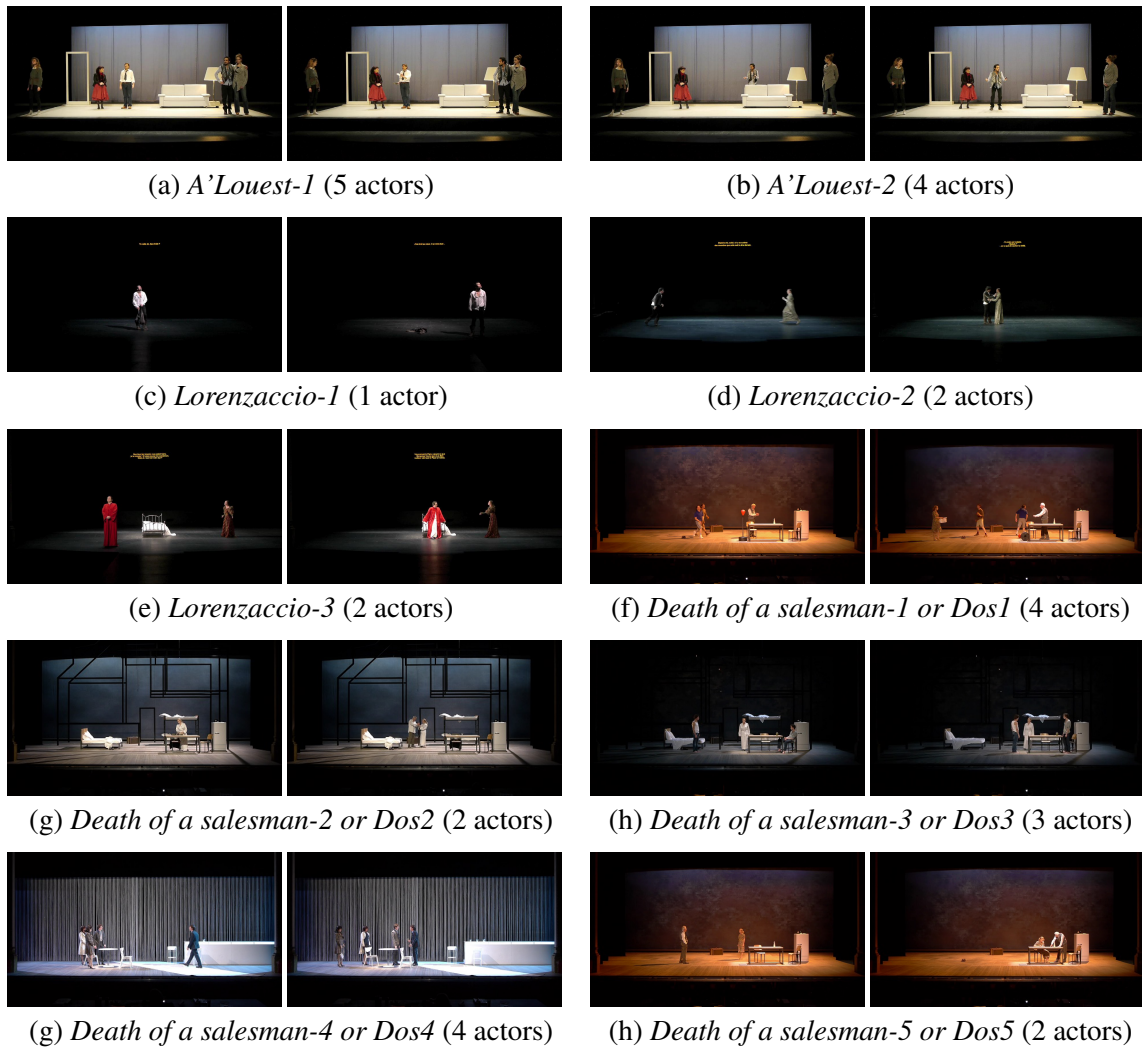 (a) A'Louest-1 (5 actors)
(b) A'Louest-2 (4 actors)
(c) Lorenzaccio-1 (1 actor)
(d) Lorenzaccio-2 (2 actors)
(e) Lorenzaccio-3 (2 actors)
(f) Death of a salesman-1 or Dos1 (4 actors)
(g) Death of a salesman-2 or Dos2 (2 actors)
(h) Death of a salesman-3 or Dos3 (3 actors)
(g) Death of a salesman-4 or Dos4 (4 actors)
(h) Death of a salesman-5 or Dos5 (2 actors)